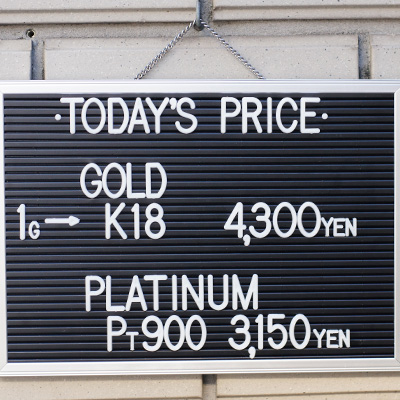 ·TODAY'S PRICE·
GOLD
1G→ K18 4,300YEN
PLATINUM
PT900 3,150YEN